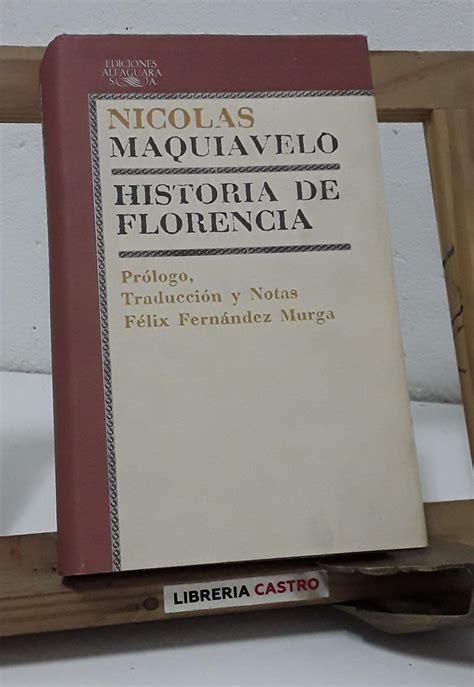 EDICIONES
ALFAGUARA
S.A.
NICOLAS
MAQUIAVELO
HISTORIA DE
FLORENCIA
Prólogo,
Traducción y Notas
Félix Fernández Murga
LIBRERIA CASTRO